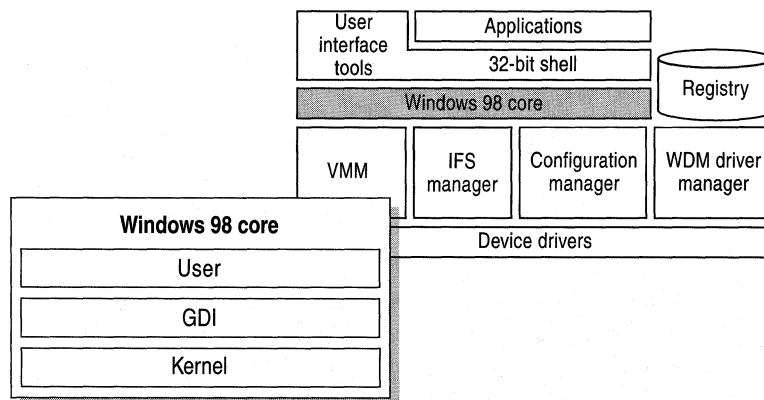 User
interface
tools
Applications
32-bit shell
Registry
Windows 98 core
VMM
IFS
manager
Configuration
manager
WDM driver
manager
Device drivers
Windows 98 core
User
GDI
Kernel